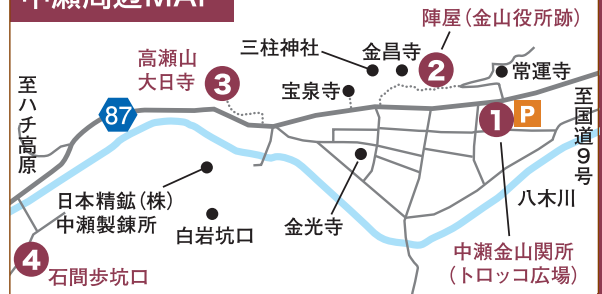 中瀬周辺MAP
陣屋（金山役所跡）
三柱神社
金昌寺
2
常運寺
高瀬山
大日寺
3
宝泉寺
至ハチ高原
87
1
P
至国道9号
日本精鉱（株）
中瀬製錬所
白岩坑口
金光寺
八木川
中瀬金山関所
（トロッコ広場）
4
石間歩坑口